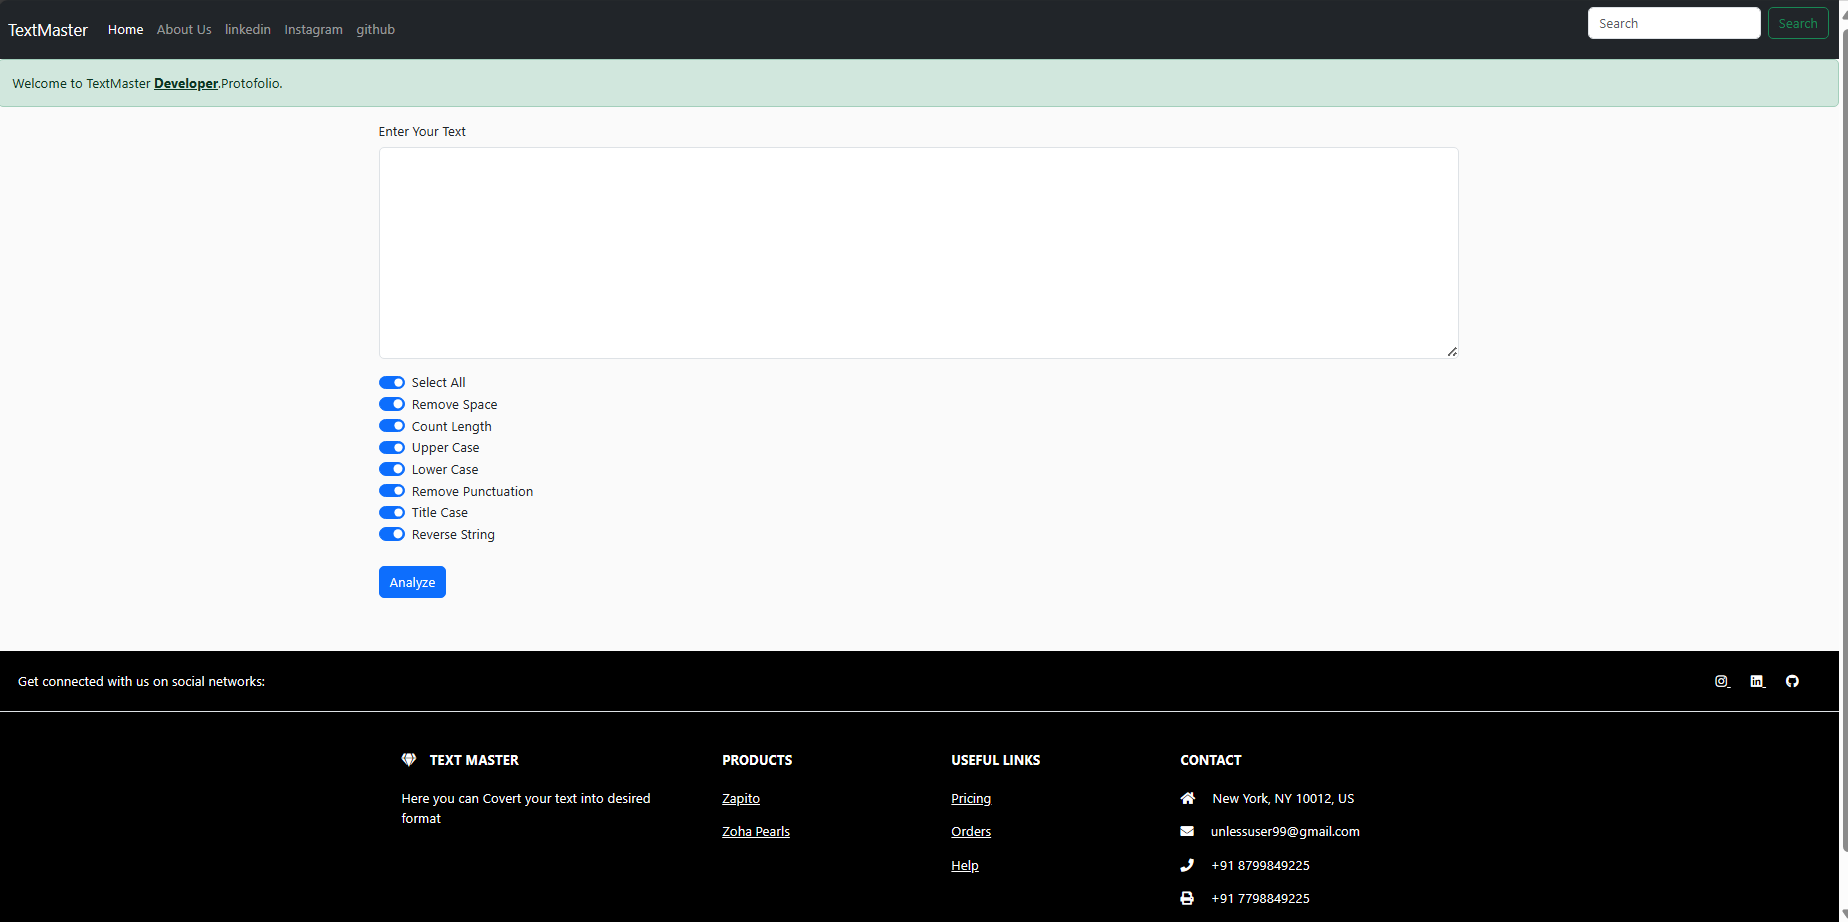 TextMaster Home About Us linkedin Instagram github Search Search
Welcome to TextMaster Developer.Protofolio.
Enter Your Text
Select All
Remove Space
Count Length
Upper Case
Lower Case
Remove Punctuation
Title Case
Reverse String
Analyze
Get connected with us on social networks:
TEXT MASTER
Here you can Covert your text into desired
format
PRODUCTS
Zapito
Zoha Pearls
USEFUL LINKS
Pricing
Orders
Help
CONTACT
New York, NY 10012, US
unlessuser99@gmail.com
+91 8799849225
+91 7798849225